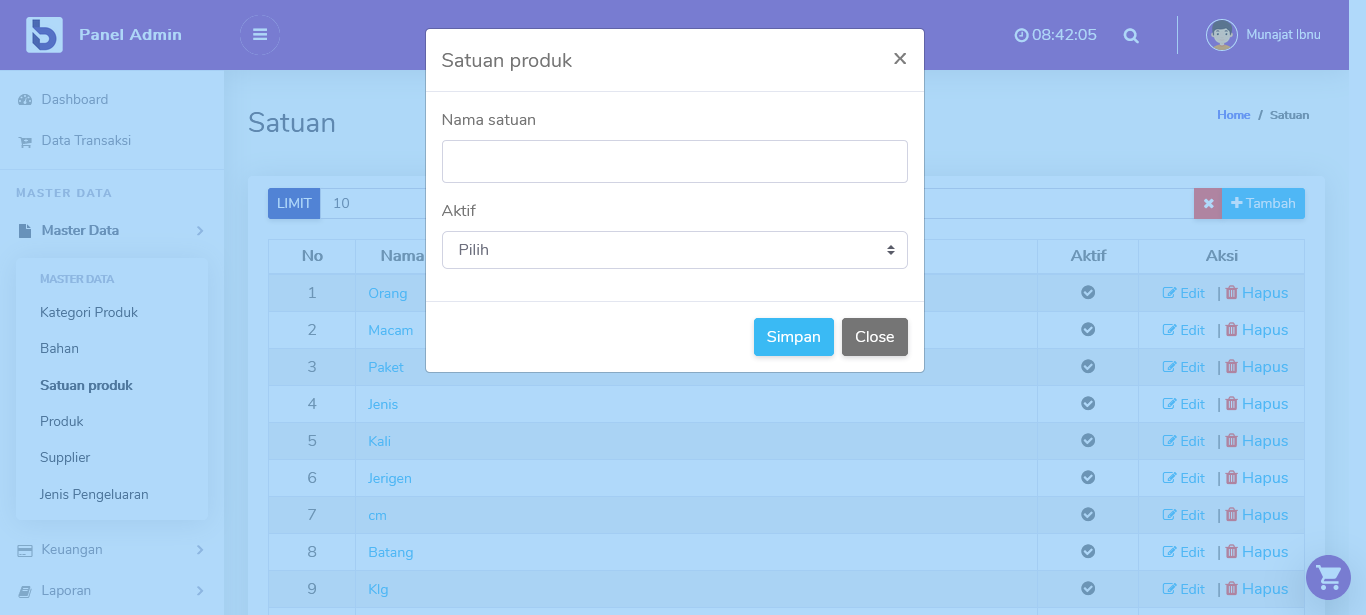 Panel Admin
08:42:05
Munajat Ibnu
Dashboard
Data Transaksi
MASTER DATA
Master Data
MASTER DATA
Kategori Produk
Bahan
Satuan produk
Produk
Supplier
Jenis Pengeluaran
Keuangan
Laporan
Satuan
Home / Satuan
LIMIT 10
Tambah
No Nama Aktif Aksi
1 Orang Edit | Hapus
2 Macam Edit | Hapus
3 Paket Edit | Hapus
4 Jenis Edit | Hapus
5 Kali Edit | Hapus
6 Jerigen Edit | Hapus
7 cm Edit | Hapus
8 Batang Edit | Hapus
9 Klg Edit | Hapus
Satuan produk
Nama satuan
Aktif
Pilih
Simpan Close